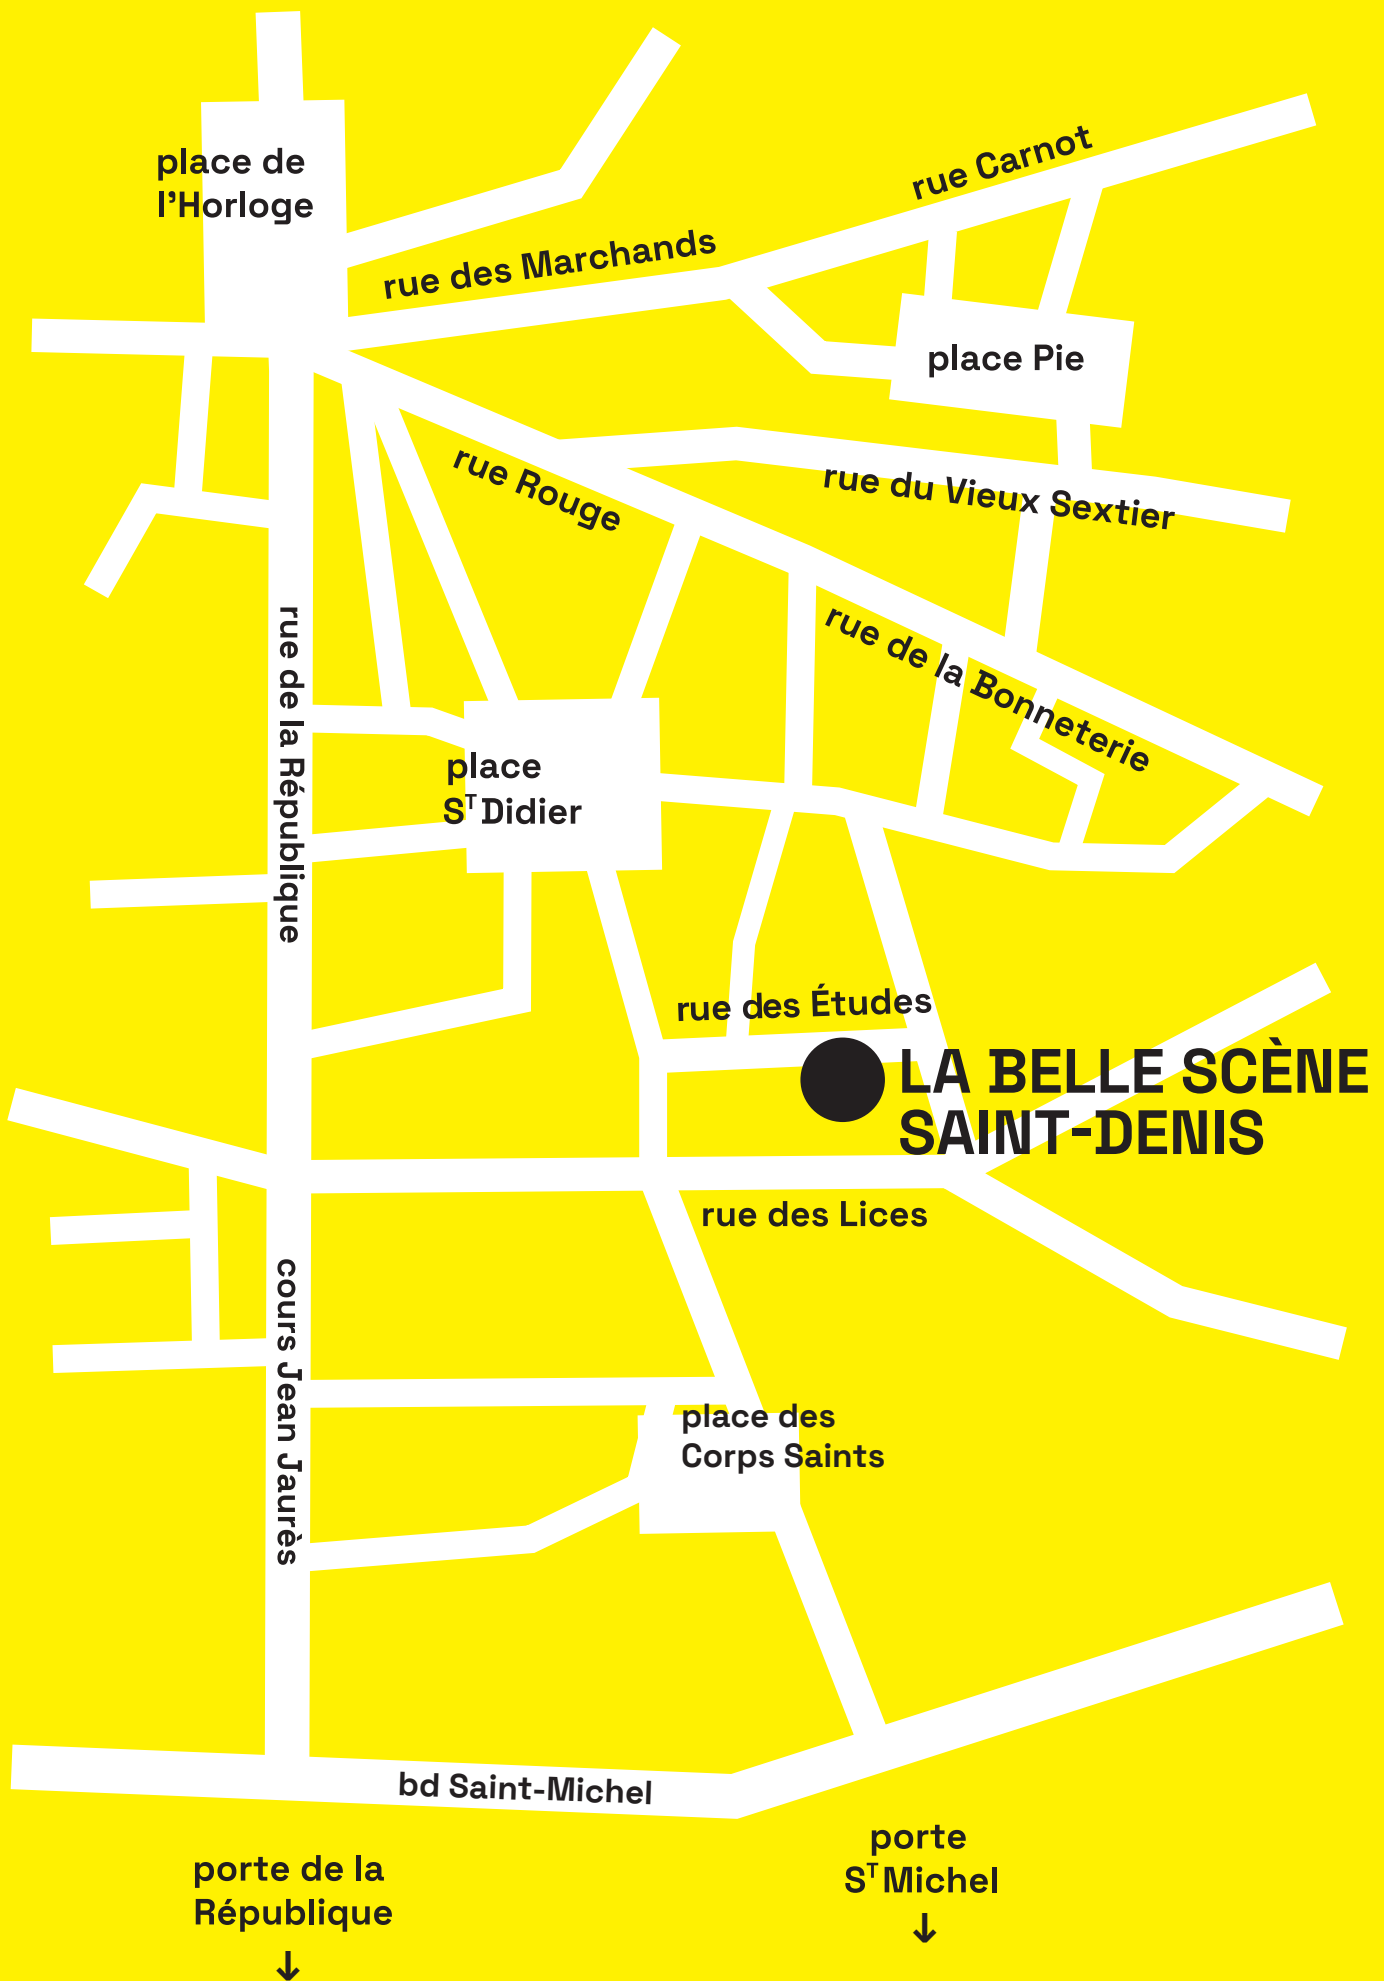 place de
l'Horloge
rue Carnot
rue des Marchands
place Pie
rue Rouge
rue du Vieux Sextier
rue de la Bonneterie
rue de la République
place
Sᵀ Didier
rue des Études
LA BELLE SCÈNE
SAINT-DENIS
rue des Lices
cours Jean Jaurès
place des
Corps Saints
bd Saint-Michel
porte de la
République
↓
porte
Sᵀ Michel
↓